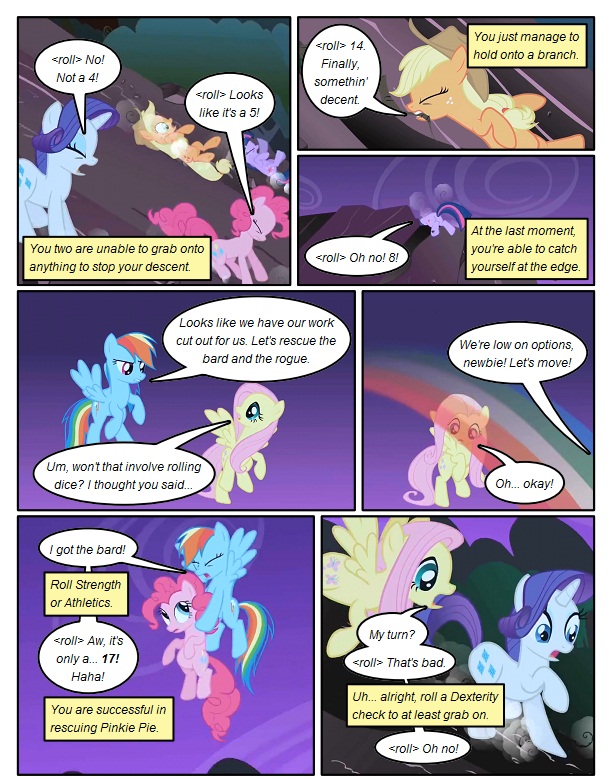 <roll> No!
Not a 4!
<roll> Looks
like it's a 5!
You two are unable to grab onto
anything to stop your descent.
<roll> 14.
Finally,
somethin'
decent.
You just manage to
hold onto a branch.
<roll> Oh no! 8!
At the last moment,
you're able to catch
yourself at the edge.
Looks like we have our work
cut out for us. Let's rescue the
bard and the rogue.
Um, won't that involve rolling
dice? I thought you said...
We're low on options,
newbie! Let's move!
Oh... okay!
I got the bard!
Roll Strength
or Athletics.
<roll> Aw, it's
only a... 17!
Haha!
You are successful in
rescuing Pinkie Pie.
My turn?
<roll> That's bad.
Uh... alright, roll a Dexterity
check to at least grab on.
<roll> Oh no!